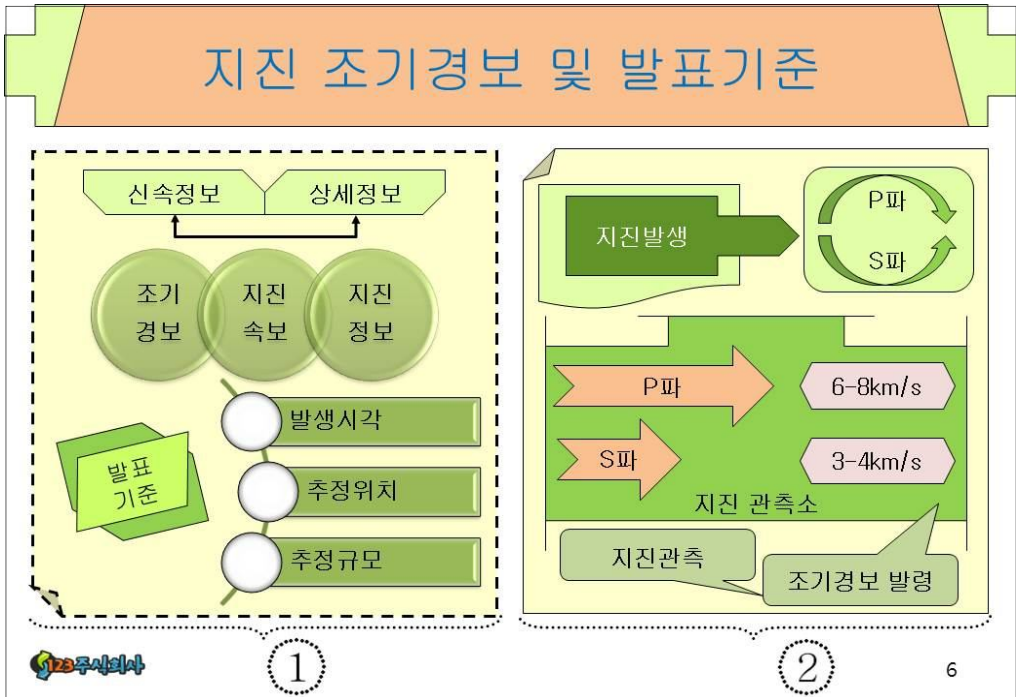 지진 조기경보 및 발표기준
신속정보
상세정보
조기
경보
지진
속보
지진
정보
발표
기준
발생시각
추정위치
추정규모
1
지진발생
P파
S파
P파
6-8km/s
S파
3-4km/s
지진 관측소
지진관측
조기경보 발령
2
123주식회사
6